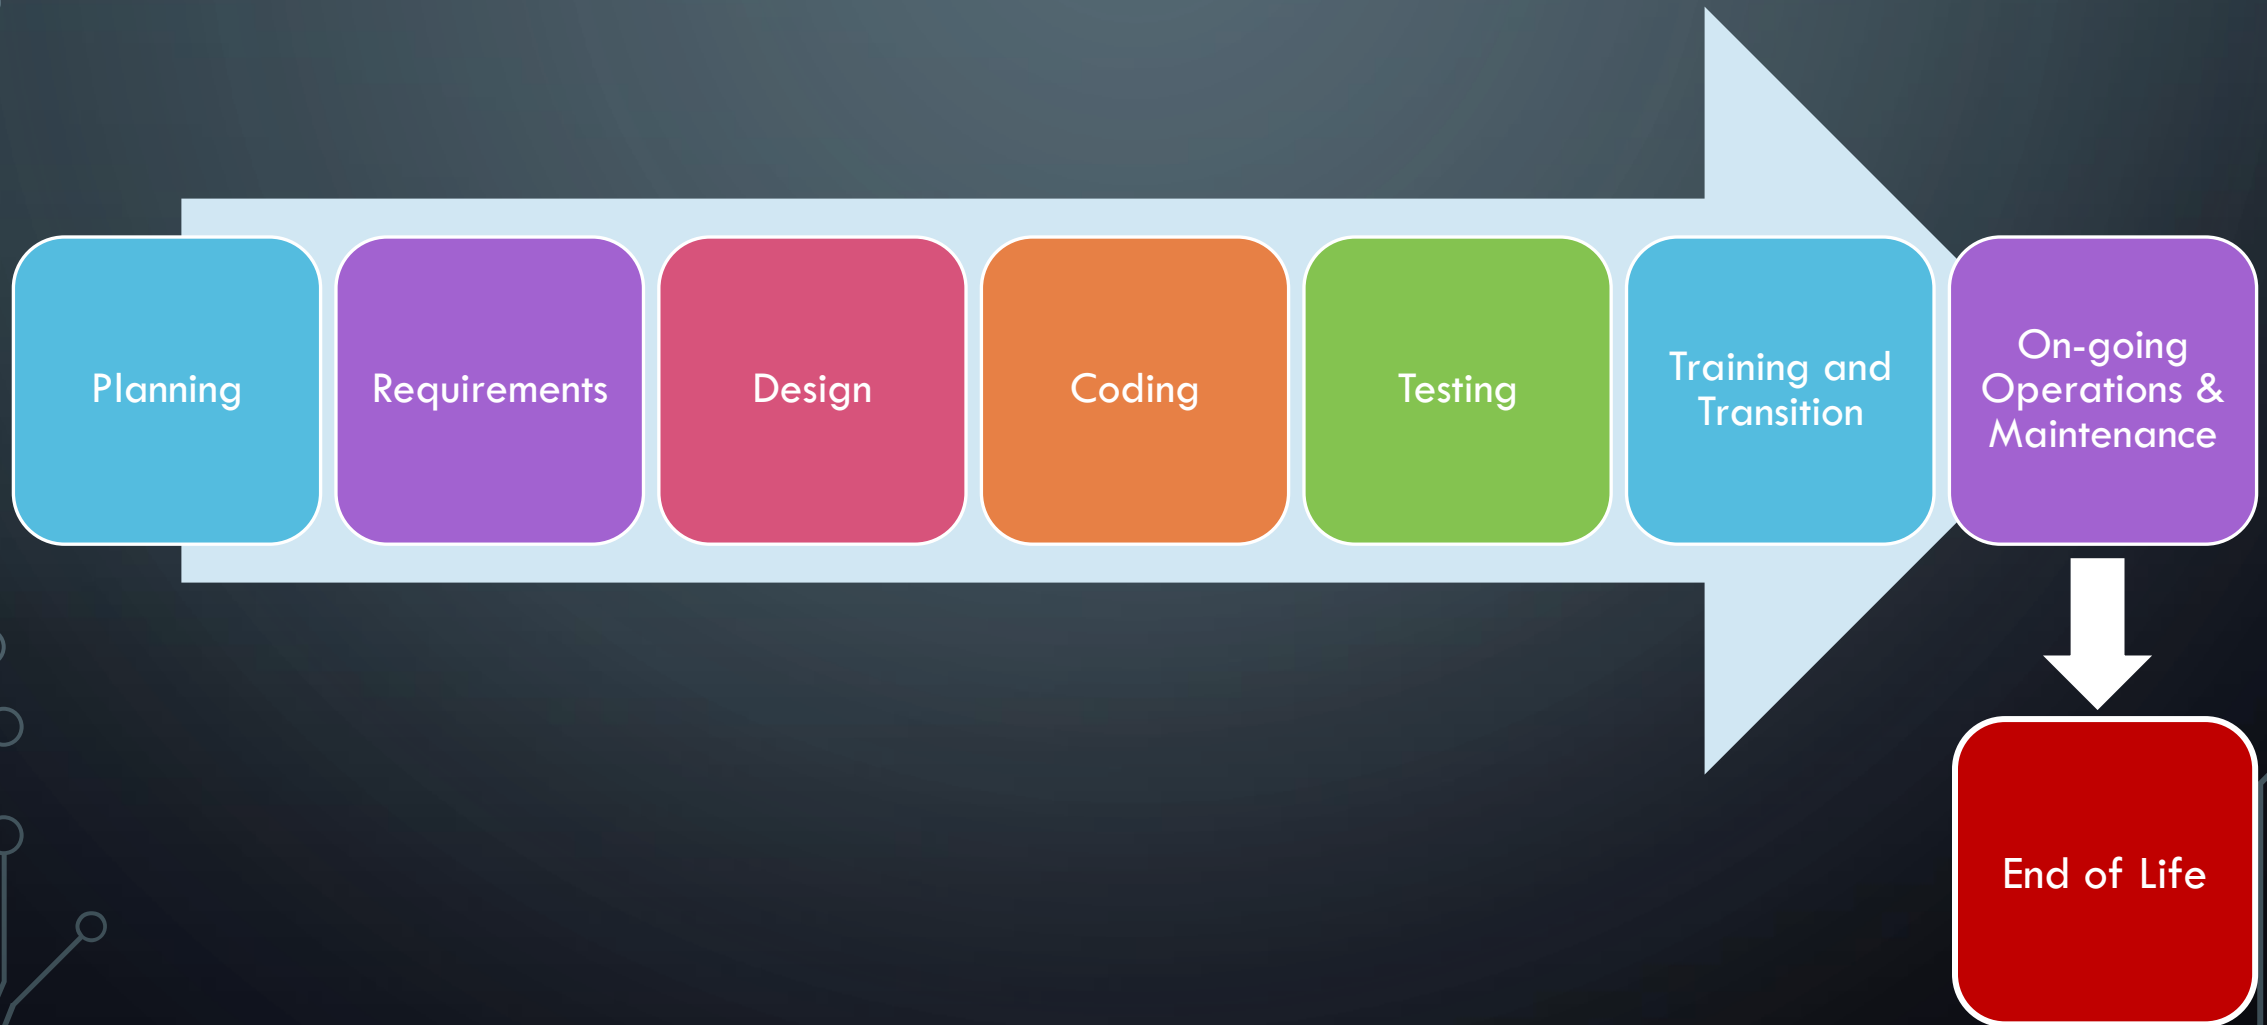 Planning
Requirements
Design
Coding
Testing
Training and
Transition
On-going
Operations &
Maintenance
End of Life